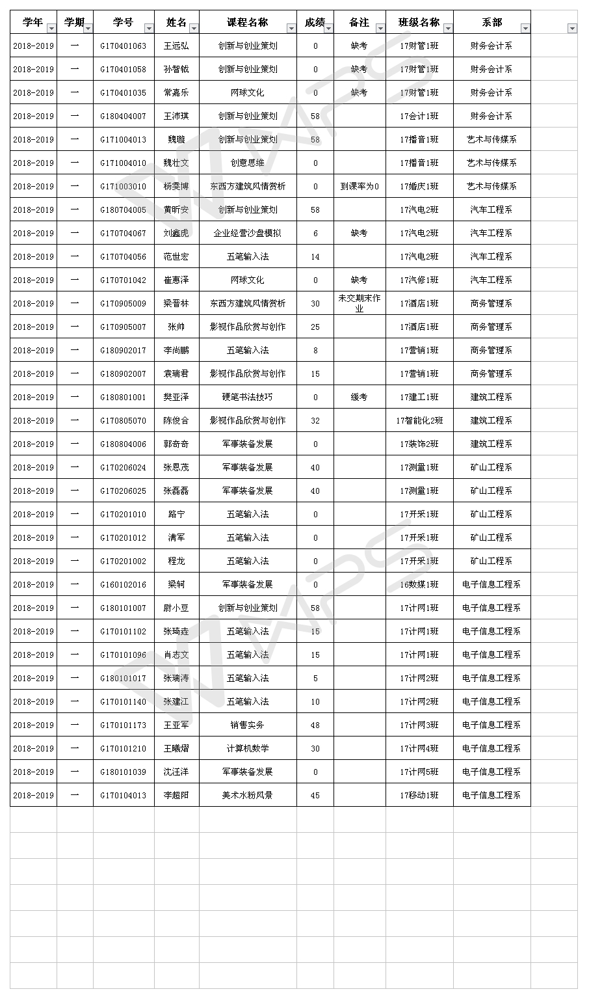 学年 学期 学号 姓名 课程名称 成绩 备注 班级名称 系部
2018-2019 一 G170401063 王远弘 创新与创业策划 0 缺考 17财管1班 财务会计系
2018-2019 一 G170401058 孙智钺 创新与创业策划 0 缺考 17财管1班 财务会计系
2018-2019 一 G170401035 常嘉乐 网球文化 0 缺考 17财管1班 财务会计系
2018-2019 一 G180404007 王沛琪 创新与创业策划 58 17会计1班 财务会计系
2018-2019 一 G171004013 魏璇 创新与创业策划 58 17播音1班 艺术与传媒系
2018-2019 一 G171004010 魏壮文 创意思维 0 17播音1班 艺术与传媒系
2018-2019 一 G171003010 杨雯博 东西方建筑风情赏析 0 到课率为0 17婚庆1班 艺术与传媒系
2018-2019 一 G180704005 黄昕安 创新与创业策划 58 17汽电2班 汽车工程系
2018-2019 一 G170704067 刘鑫虎 企业经营沙盘模拟 6 缺考 17汽电2班 汽车工程系
2018-2019 一 G170704056 范世宏 五笔输入法 14 17汽电2班 汽车工程系
2018-2019 一 G170701042 崔惠泽 网球文化 0 缺考 17汽修1班 汽车工程系
2018-2019 一 G170905009 梁晋林 东西方建筑风情赏析 30 未交期末作业 17酒店1班 商务管理系
2018-2019 一 G170905007 张帅 影视作品欣赏与创作 25 17酒店1班 商务管理系
2018-2019 一 G180902017 李尚鹏 五笔输入法 8 17营销1班 商务管理系
2018-2019 一 G180902007 袁瑞君 影视作品欣赏与创作 15 17营销1班 商务管理系
2018-2019 一 G180801001 樊亚泽 硬笔书法技巧 0 缓考 17建工1班 建筑工程系
2018-2019 一 G170805070 陈俊合 影视作品欣赏与创作 32 17智能化2班 建筑工程系
2018-2019 一 G180804006 郭奇奇 军事装备发展 0 17装饰2班 建筑工程系
2018-2019 一 G170206024 张恩茂 军事装备发展 40 17测量1班 矿山工程系
2018-2019 一 G170206025 张磊磊 军事装备发展 40 17测量1班 矿山工程系
2018-2019 一 G170201010 路宁 五笔输入法 0 17开采1班 矿山工程系
2018-2019 一 G170201012 满军 五笔输入法 0 17开采1班 矿山工程系
2018-2019 一 G170201002 程龙 五笔输入法 0 17开采1班 矿山工程系
2018-2019 一 G160102016 梁轲 军事装备发展 0 16数媒1班 电子信息工程系
2018-2019 一 G180101007 尉小豆 创新与创业策划 58 17计网1班 电子信息工程系
2018-2019 一 G170101102 张琦垚 五笔输入法 15 17计网1班 电子信息工程系
2018-2019 一 G170101096 肖志文 五笔输入法 15 17计网1班 电子信息工程系
2018-2019 一 G180101017 张瑞涛 五笔输入法 5 17计网2班 电子信息工程系
2018-2019 一 G170101140 张建江 五笔输入法 10 17计网2班 电子信息工程系
2018-2019 一 G170101173 王亚军 销售实务 48 17计网3班 电子信息工程系
2018-2019 一 G170101210 王曦熠 计算机数学 30 17计网4班 电子信息工程系
2018-2019 一 G180101039 沈汪洋 军事装备发展 0 17计网5班 电子信息工程系
2018-2019 一 G170104013 李超阳 美术水粉风景 45 17移动1班 电子信息工程系
WPS
WPS